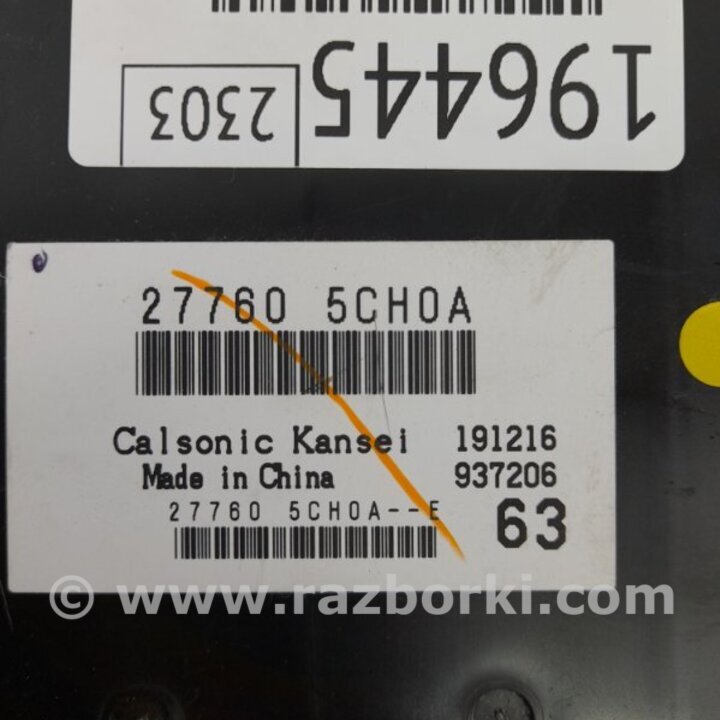 196445 2303
27760 5CH0A
Calsonic Kansei 191216
Made in China 937206
27760 5CH0A--E 63
© www.razborki.com